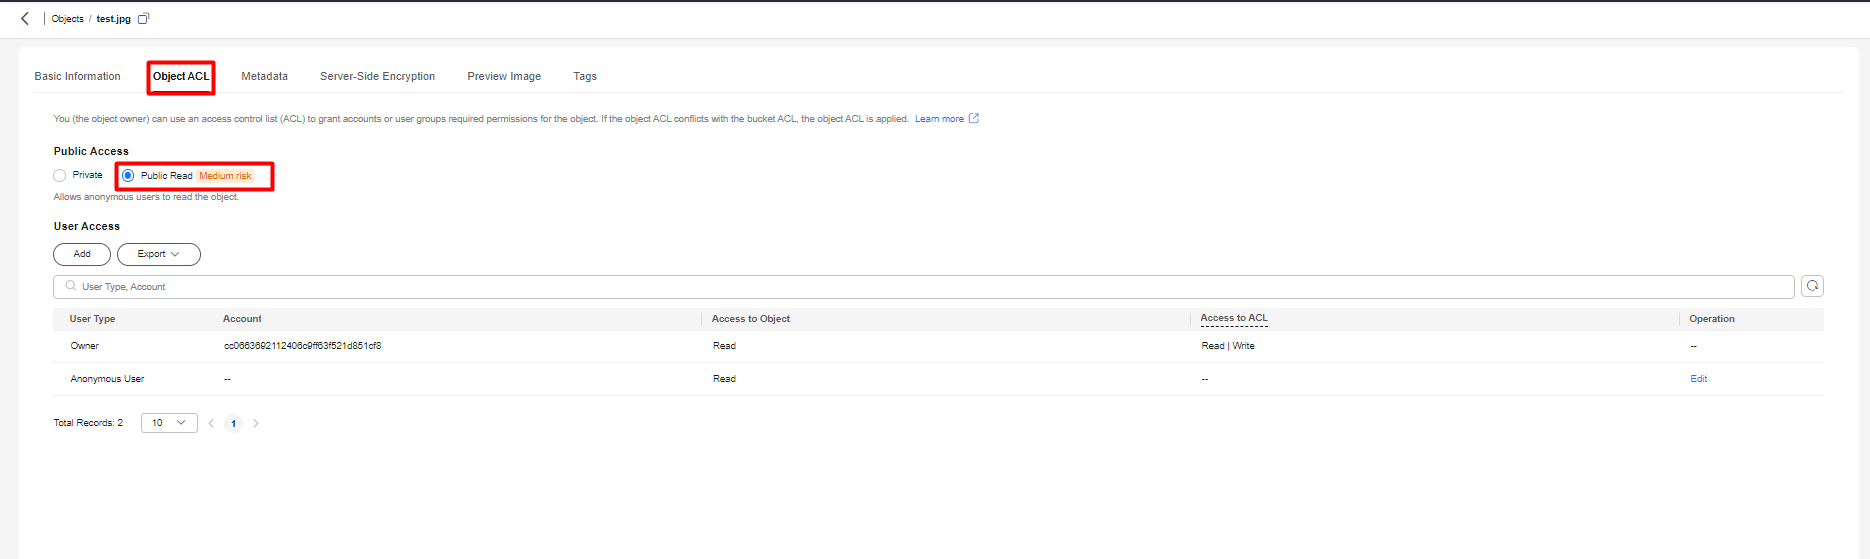 Objects / test.jpg
Basic Information Object ACL Metadata Server-Side Encryption Preview Image Tags
You (the object owner) can use an access control list (ACL) to grant accounts or user groups required permissions for the object. If the object ACL conflicts with the bucket ACL, the object ACL is applied. Learn more
Public Access
Private Public Read Medium risk
Allows anonymous users to read the object.
User Access
Add Export
User Type, Account
User Type Account Access to Object Access to ACL Operation
Owner cc0663692112406c9ff63f521d851cf8 Read Read | Write --
Anonymous User -- Read -- Edit
Total Records: 2 10 1